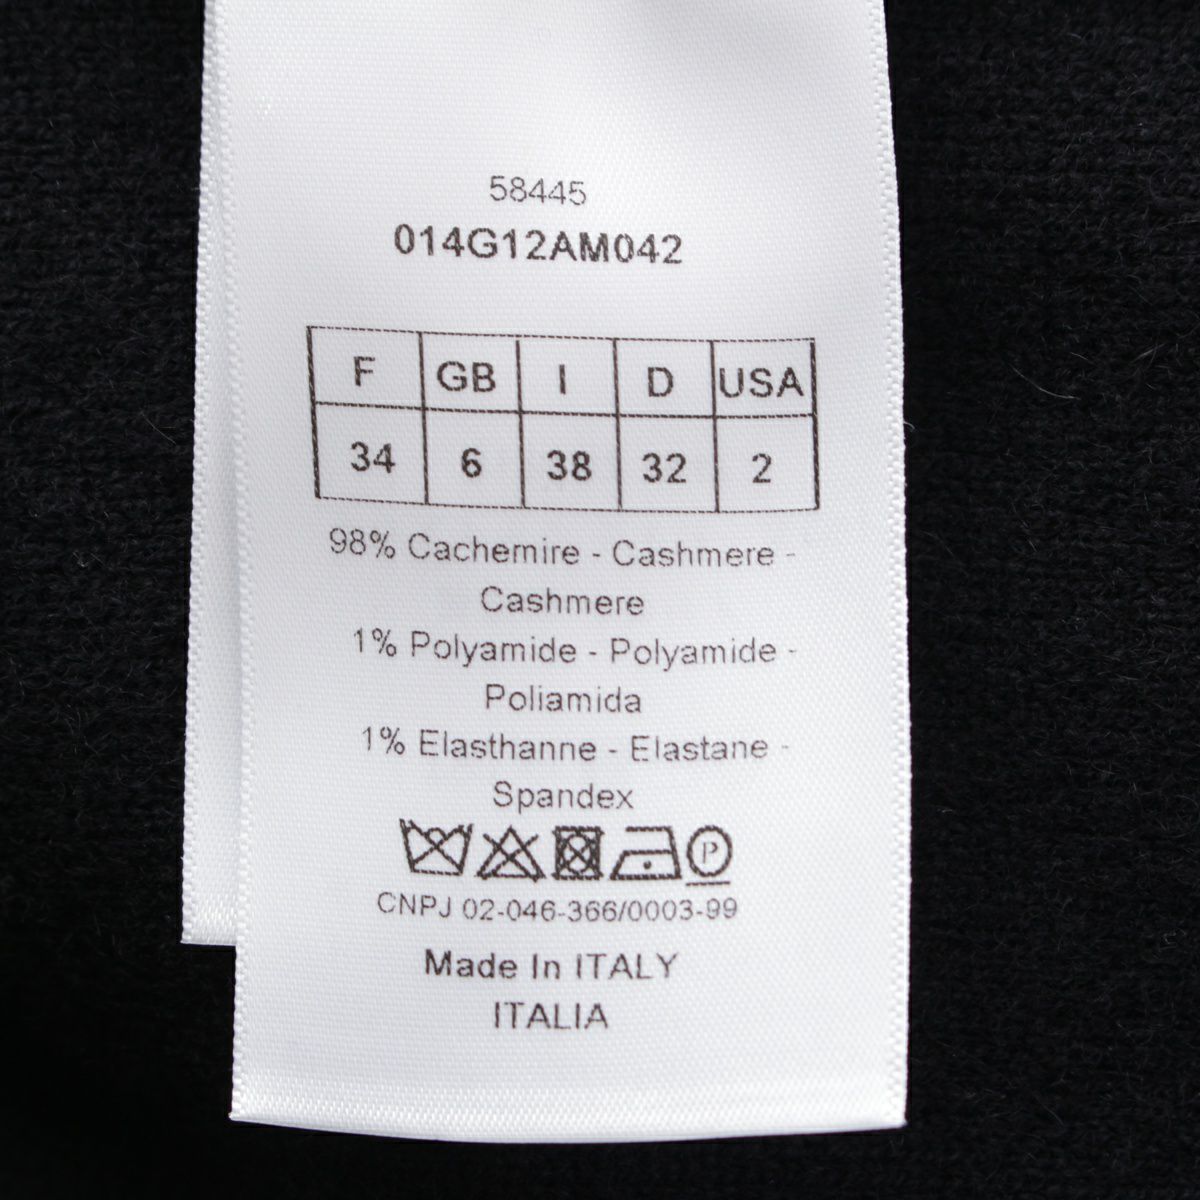 58445
014G12AM042
F GB I D USA
34 6 38 32 2
98% Cachemire - Cashmere -
Cashmere
1% Polyamide - Polyamide -
Poliamida
1% Elasthanne - Elastane -
Spandex
P
CNPJ 02-046-366/0003-99
Made In ITALY
ITALIA